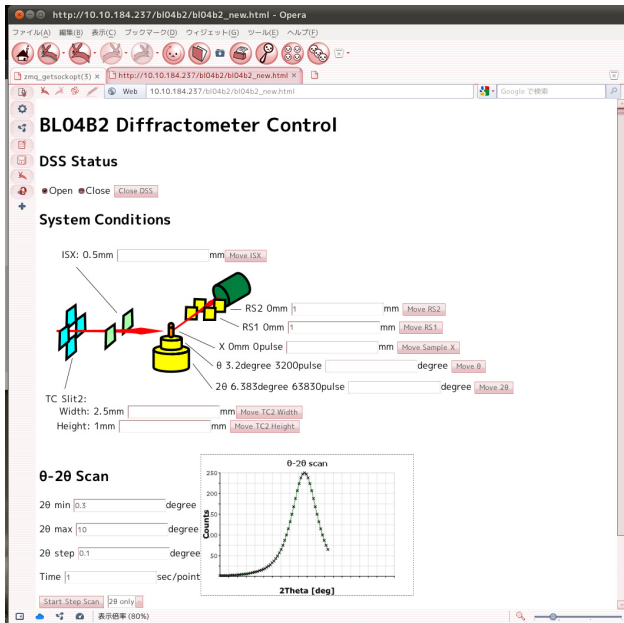 http://10.10.184.237/bl04b2/bl04b2_new.html - Opera
ファイル(A) 編集(B) 表示(C) ブックマーク(D) ウィジェット(G) ツール(E) ヘルプ(F)
zmq_getsockopt(3) × http://10.10.184.237/bl04b2/bl04b2_new.html ×
Web 10.10.184.237/bl04b2/bl04b2_new.html Google で検索
BL04B2 Diffractometer Control
DSS Status
Open Close Close DSS
System Conditions
ISX: 0.5mm mm Move ISX
RS2 0mm 1 mm Move RS2
RS1 0mm 1 mm Move RS1
X 0mm 0pulse mm Move Sample X
θ 3.2degree 3200pulse degree Move θ
2θ 6.383degree 63830pulse degree Move 2θ
TC Slit2:
Width: 2.5mm mm Move TC2 Width
Height: 1mm mm Move TC2 Height
θ-2θ Scan
2θ min 0.3 degree
2θ max 10 degree
2θ step 0.1 degree
Time 1 sec/point
Start Step Scan 2θ only
θ-2θ scan
250
200
150
100
50
Counts
2Theta [deg]
表示倍率 (80%)